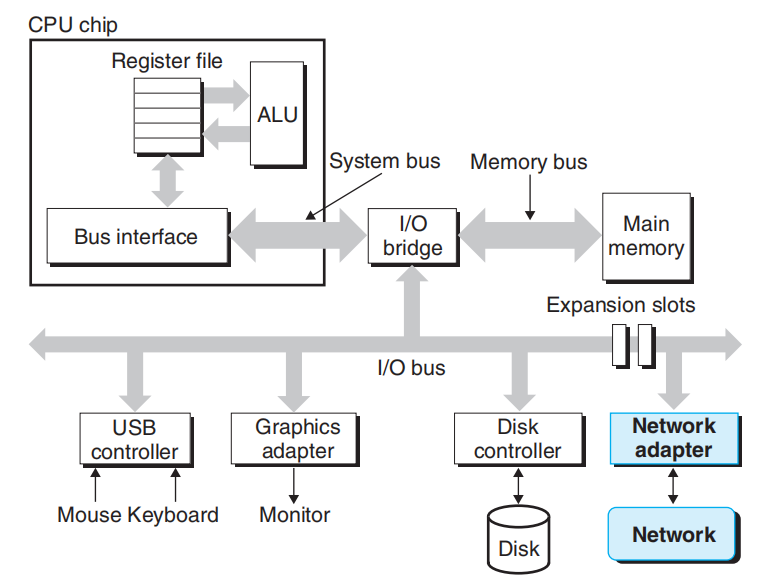 CPU chip
Register file
ALU
System bus
Memory bus
Bus interface
I/O
bridge
Main
memory
Expansion slots
I/O bus
USB
controller
Graphics
adapter
Disk
controller
Network
adapter
Mouse Keyboard
Monitor
Disk
Network